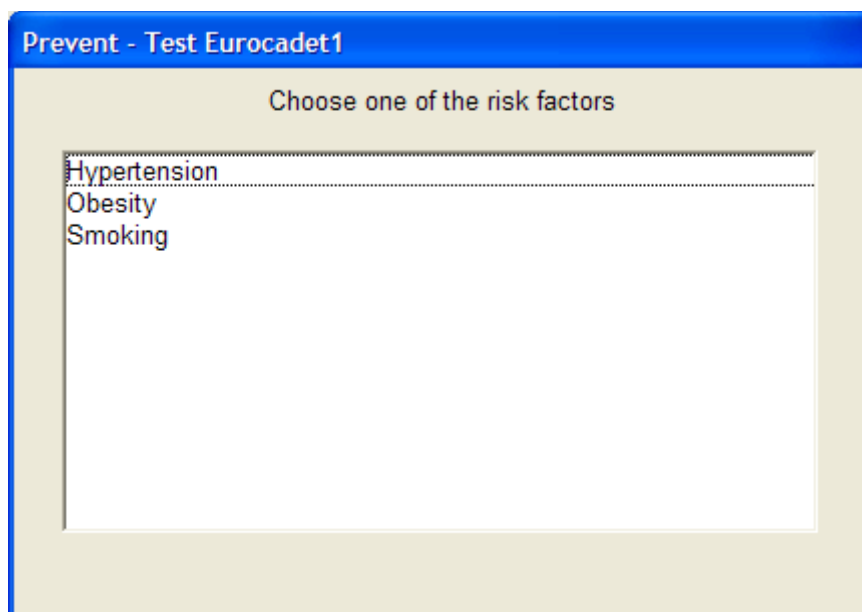 Prevent - Test Eurocadet1
Choose one of the risk factors
Hypertension
Obesity
Smoking